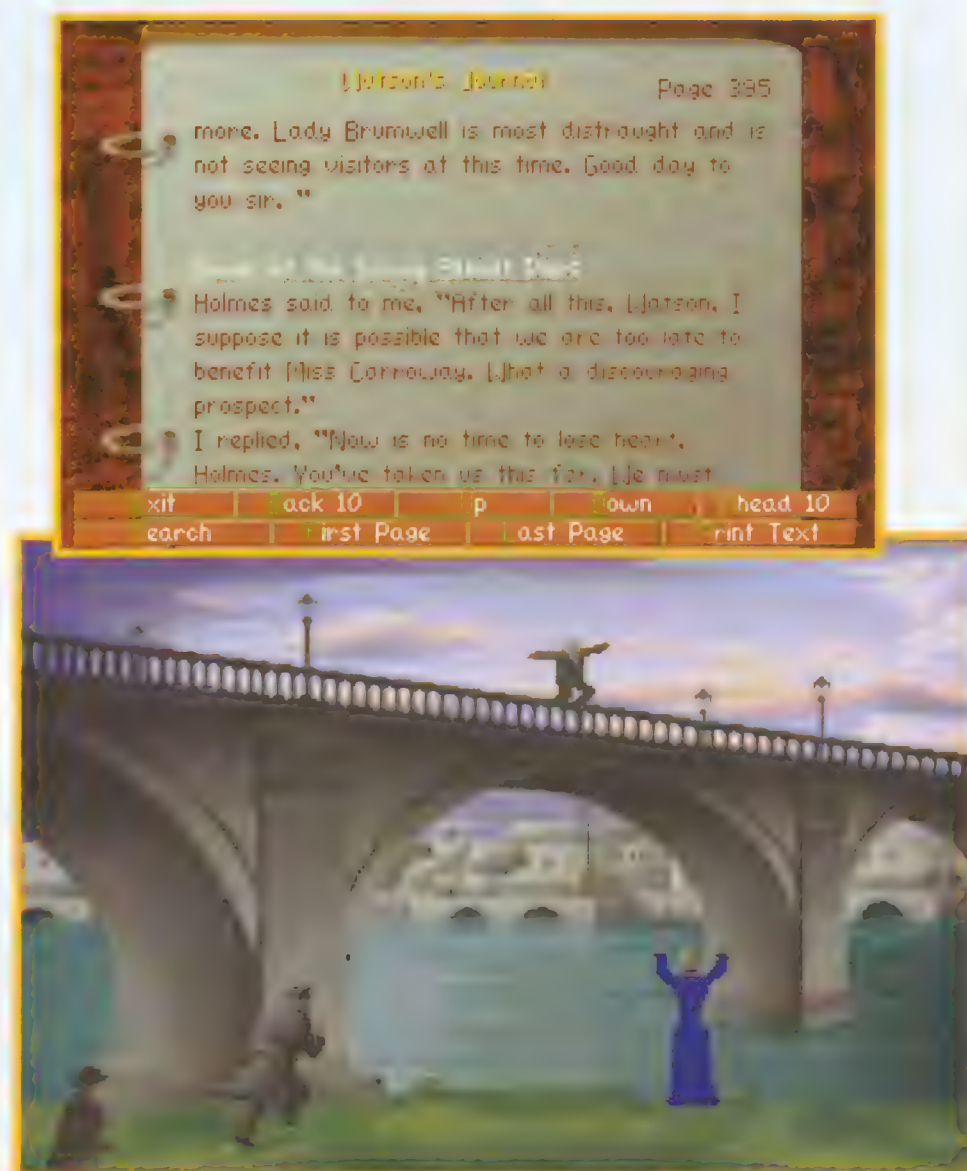 Watson's Journal
Page 395
more. Lady Brumwell is most distraught and is
not seeing visitors at this time. Good day to
you sir. "
Holmes said to me, "After all this, Watson, I
suppose it is possible that we are too late to
benefit Miss Carroway. What a discouraging
prospect."
I replied, "Now is no time to lose heart,
Holmes. You've taken us this far. We must
xit ack 10 p own head 10
earch irst Page ast Page rint Text